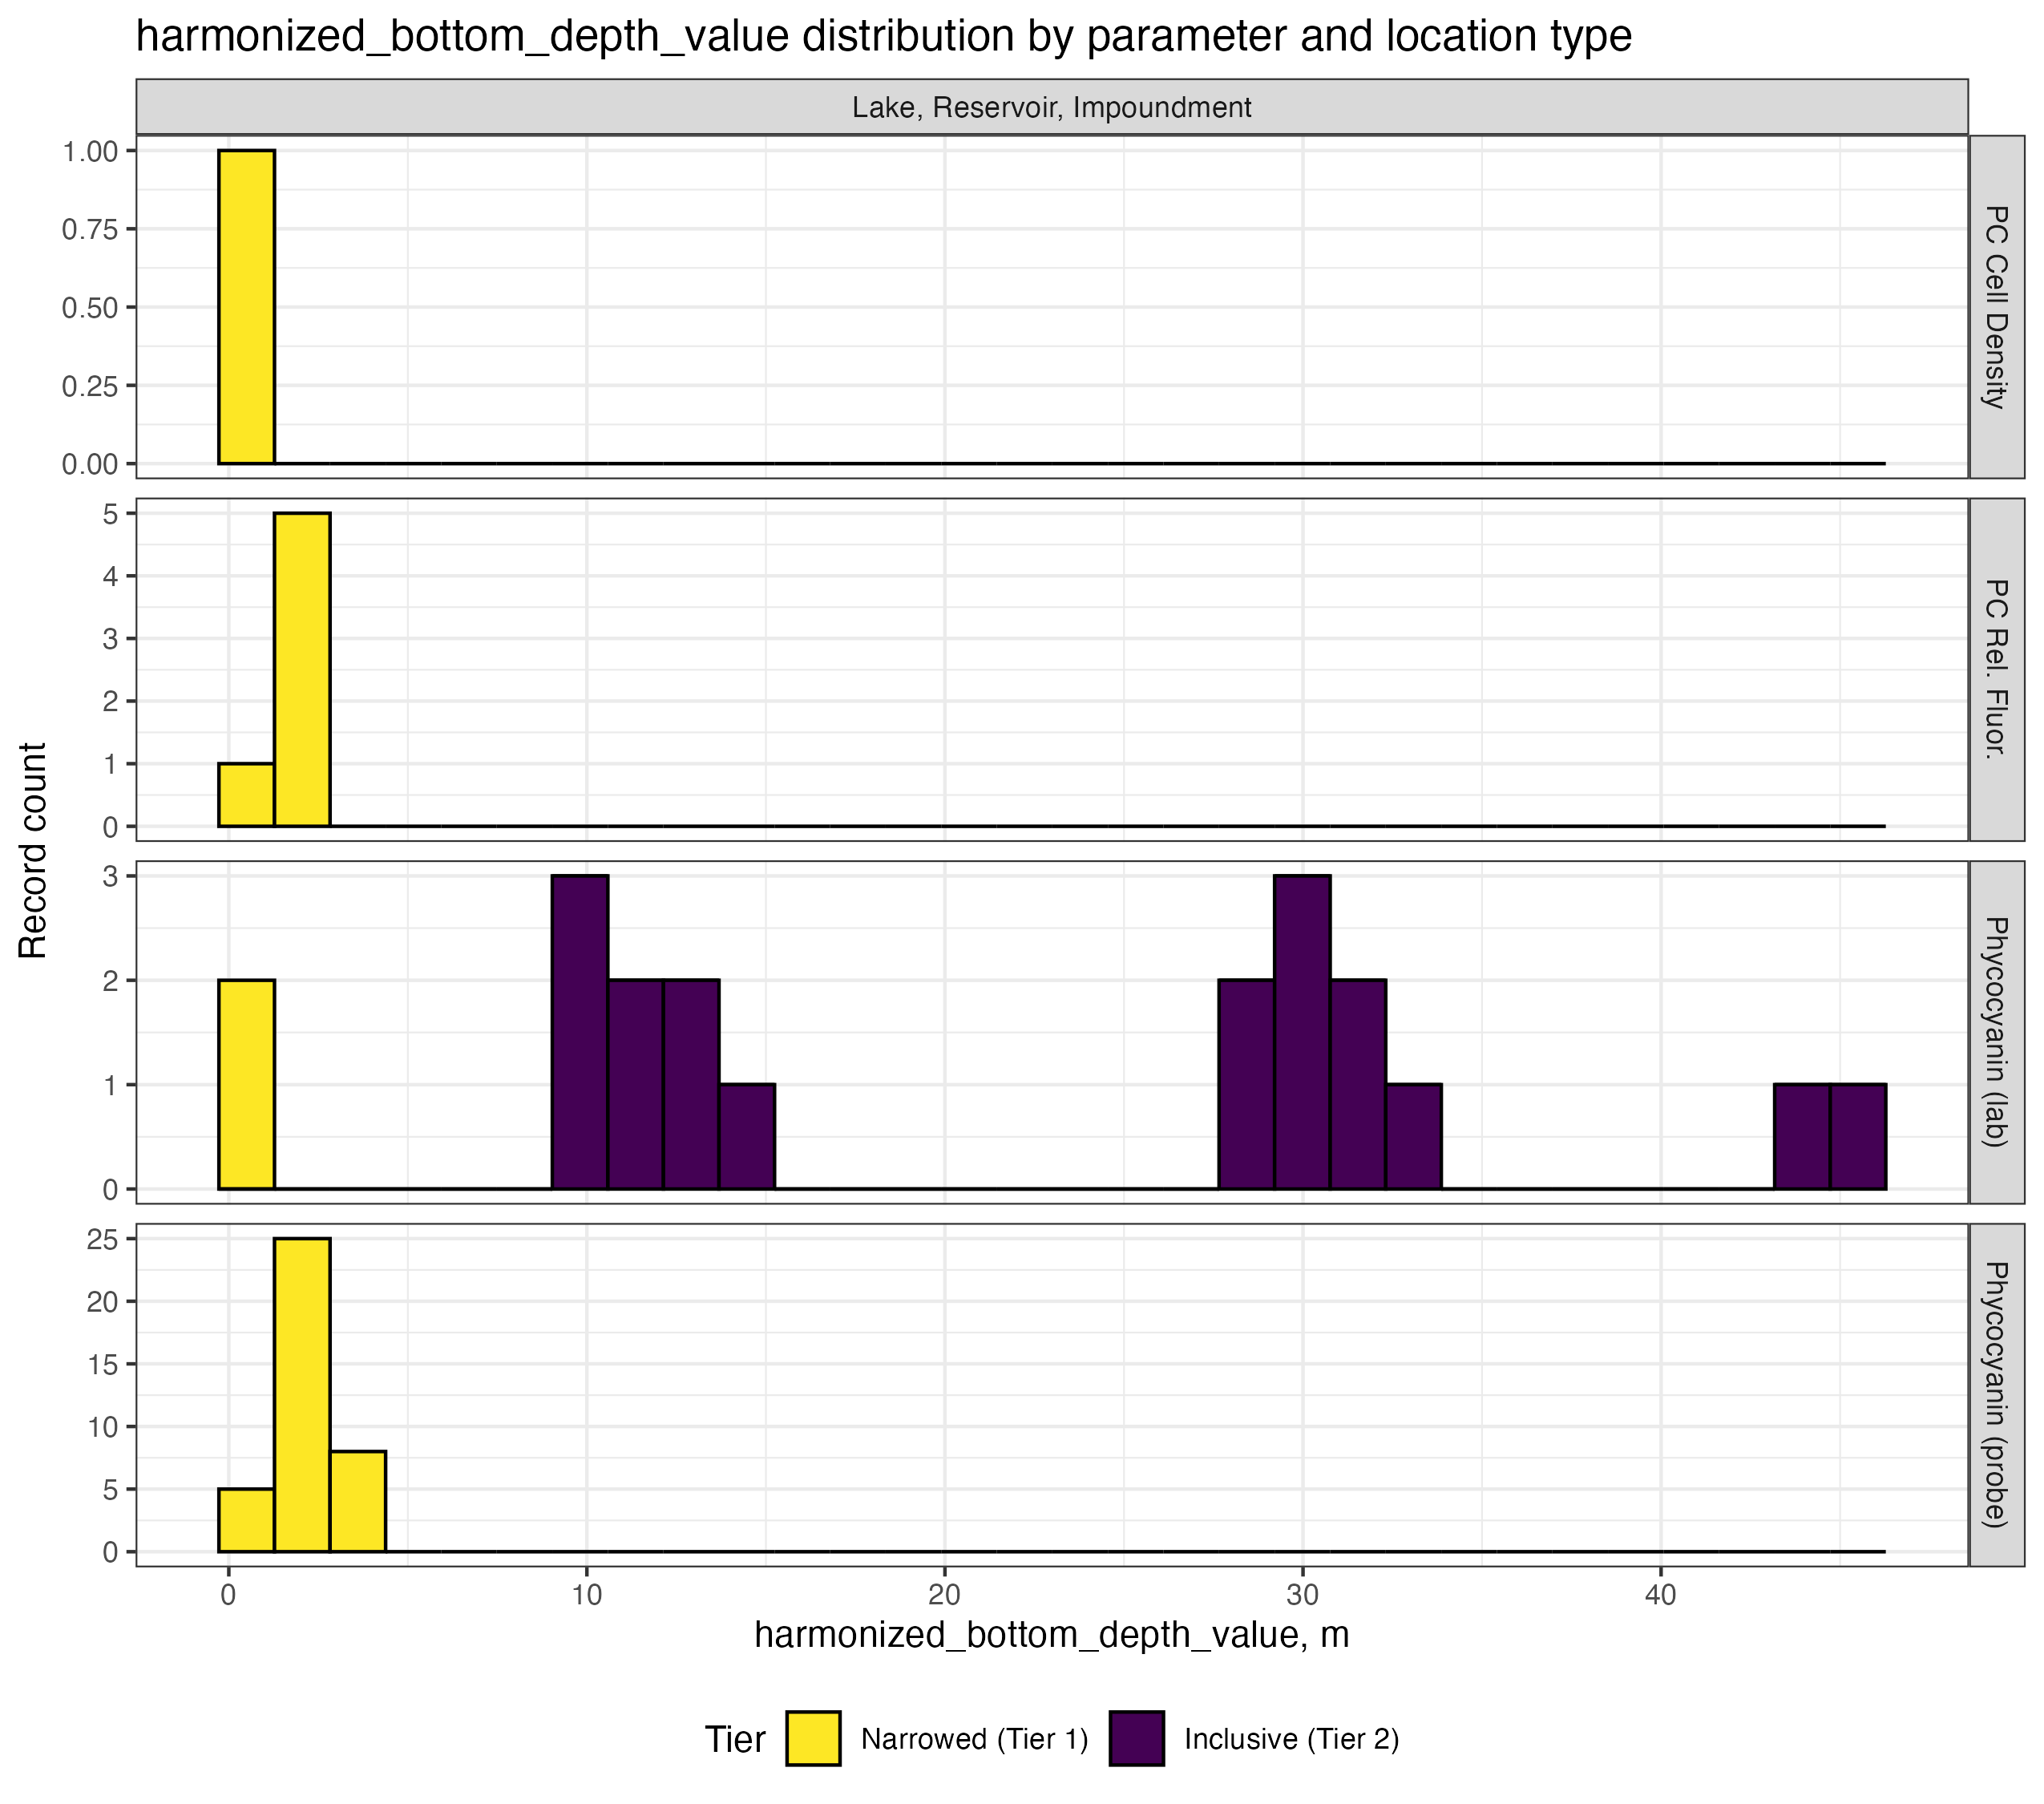 harmonized_bottom_depth_value distribution by parameter and location type
Lake, Reservoir, Impoundment
1.00
0.75
0.50
0.25
0.00
PC Cell Density
5
4
3
2
1
0
PC Rel. Fluor.
Record count
3
2
1
0
Phycocyanin (lab)
25
20
15
10
5
0
Phycocyanin (probe)
0 10 20 30 40
harmonized_bottom_depth_value, m
Tier Narrowed (Tier 1) Inclusive (Tier 2)